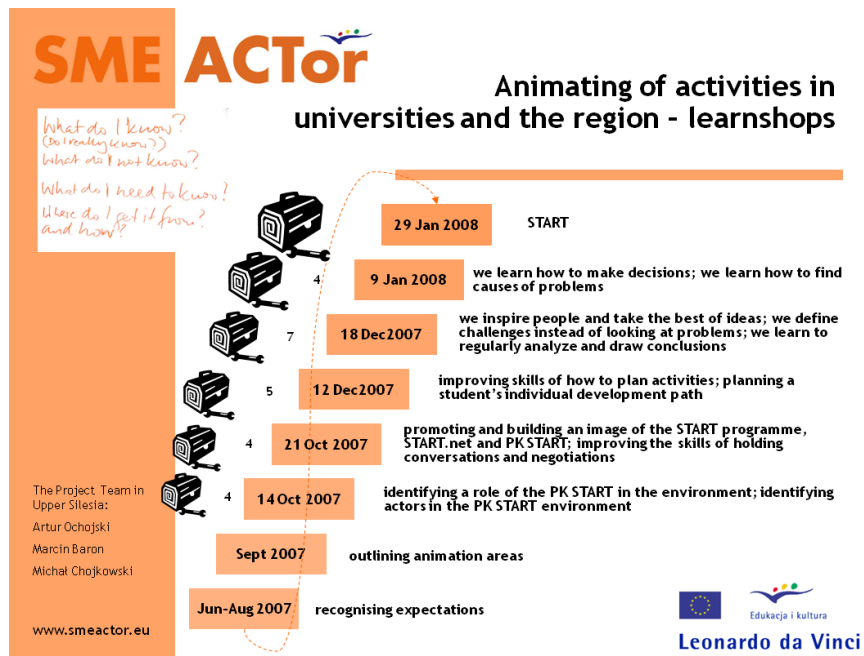 SME ACTor
Animating of activities in
universities and the region - learnshops
What do I know?
(Do I really know?)
What do I not know?
What do I need to know?
Where do I get it from?
and how?
29 Jan 2008
START
4
9 Jan 2008
we learn how to make decisions; we learn how to find
causes of problems
7
18 Dec2007
we inspire people and take the best of ideas; we define
challenges instead of looking at problems; we learn to
regularly analyze and draw conclusions
5
12 Dec2007
improving skills of how to plan activities; planning a
student's individual development path
4
21 Oct 2007
promoting and building an image of the START programme,
START.net and PK START; improving the skills of holding
conversations and negotiations
4
14 Oct 2007
identifying a role of the PK START in the environment; identifying
actors in the PK START environment
Sept 2007
outlining animation areas
Jun-Aug 2007
recognising expectations
The Project Team in
Upper Silesia:
Artur Ochojski
Marcin Baron
Michał Chojkowski
www.smeactor.eu
Edukacja i kultura
Leonardo da Vinci